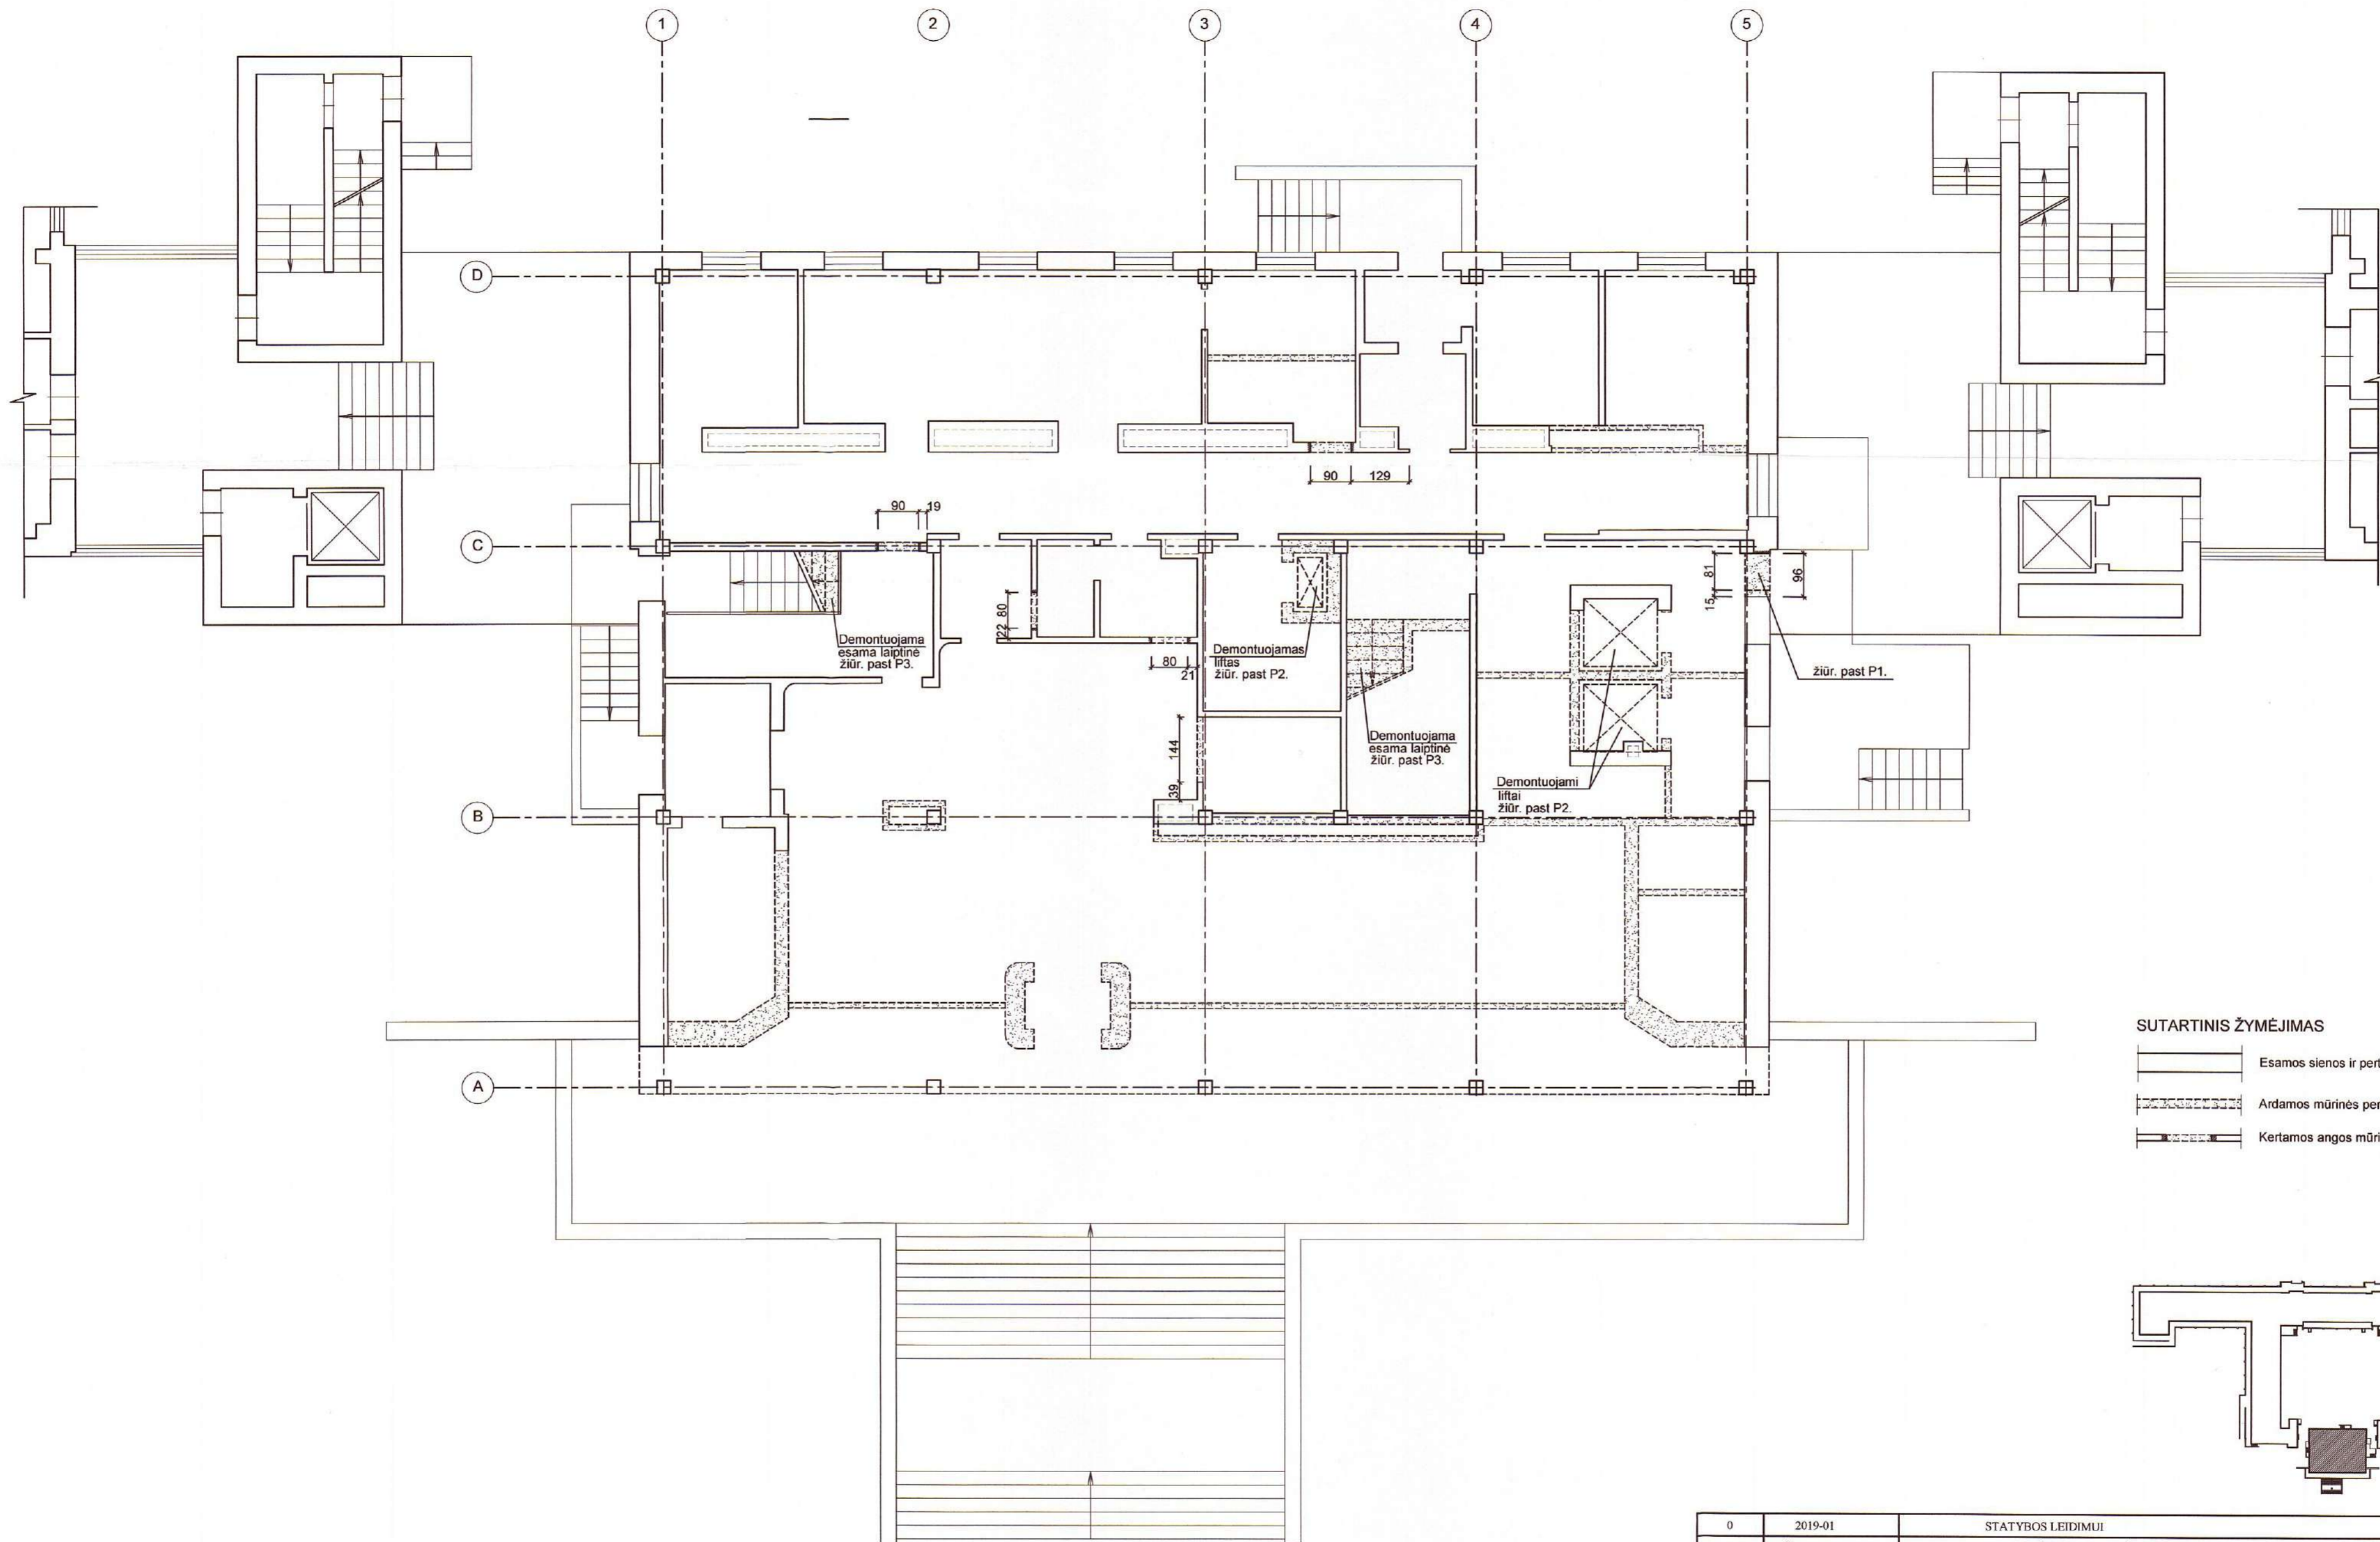 1
2
3
4
5
D
C
B
A
90
129
90
19
80
22
80
21
144
39
81
15
96
Demontuojama
esama laiptinė
žiūr. past P3.
Demontuojamas
liftas
žiūr. past P2.
Demontuojama
esama laiptinė
žiūr. past P3.
Demontuojami
liftai
žiūr. past P2.
žiūr. past P1.
SUTARTINIS ŽYMĖJIMAS
Esamos sienos ir pert
Ardamos mūrinės per
Kertamos angos mūri
0 2019-01 STATYBOS LEIDIMUI